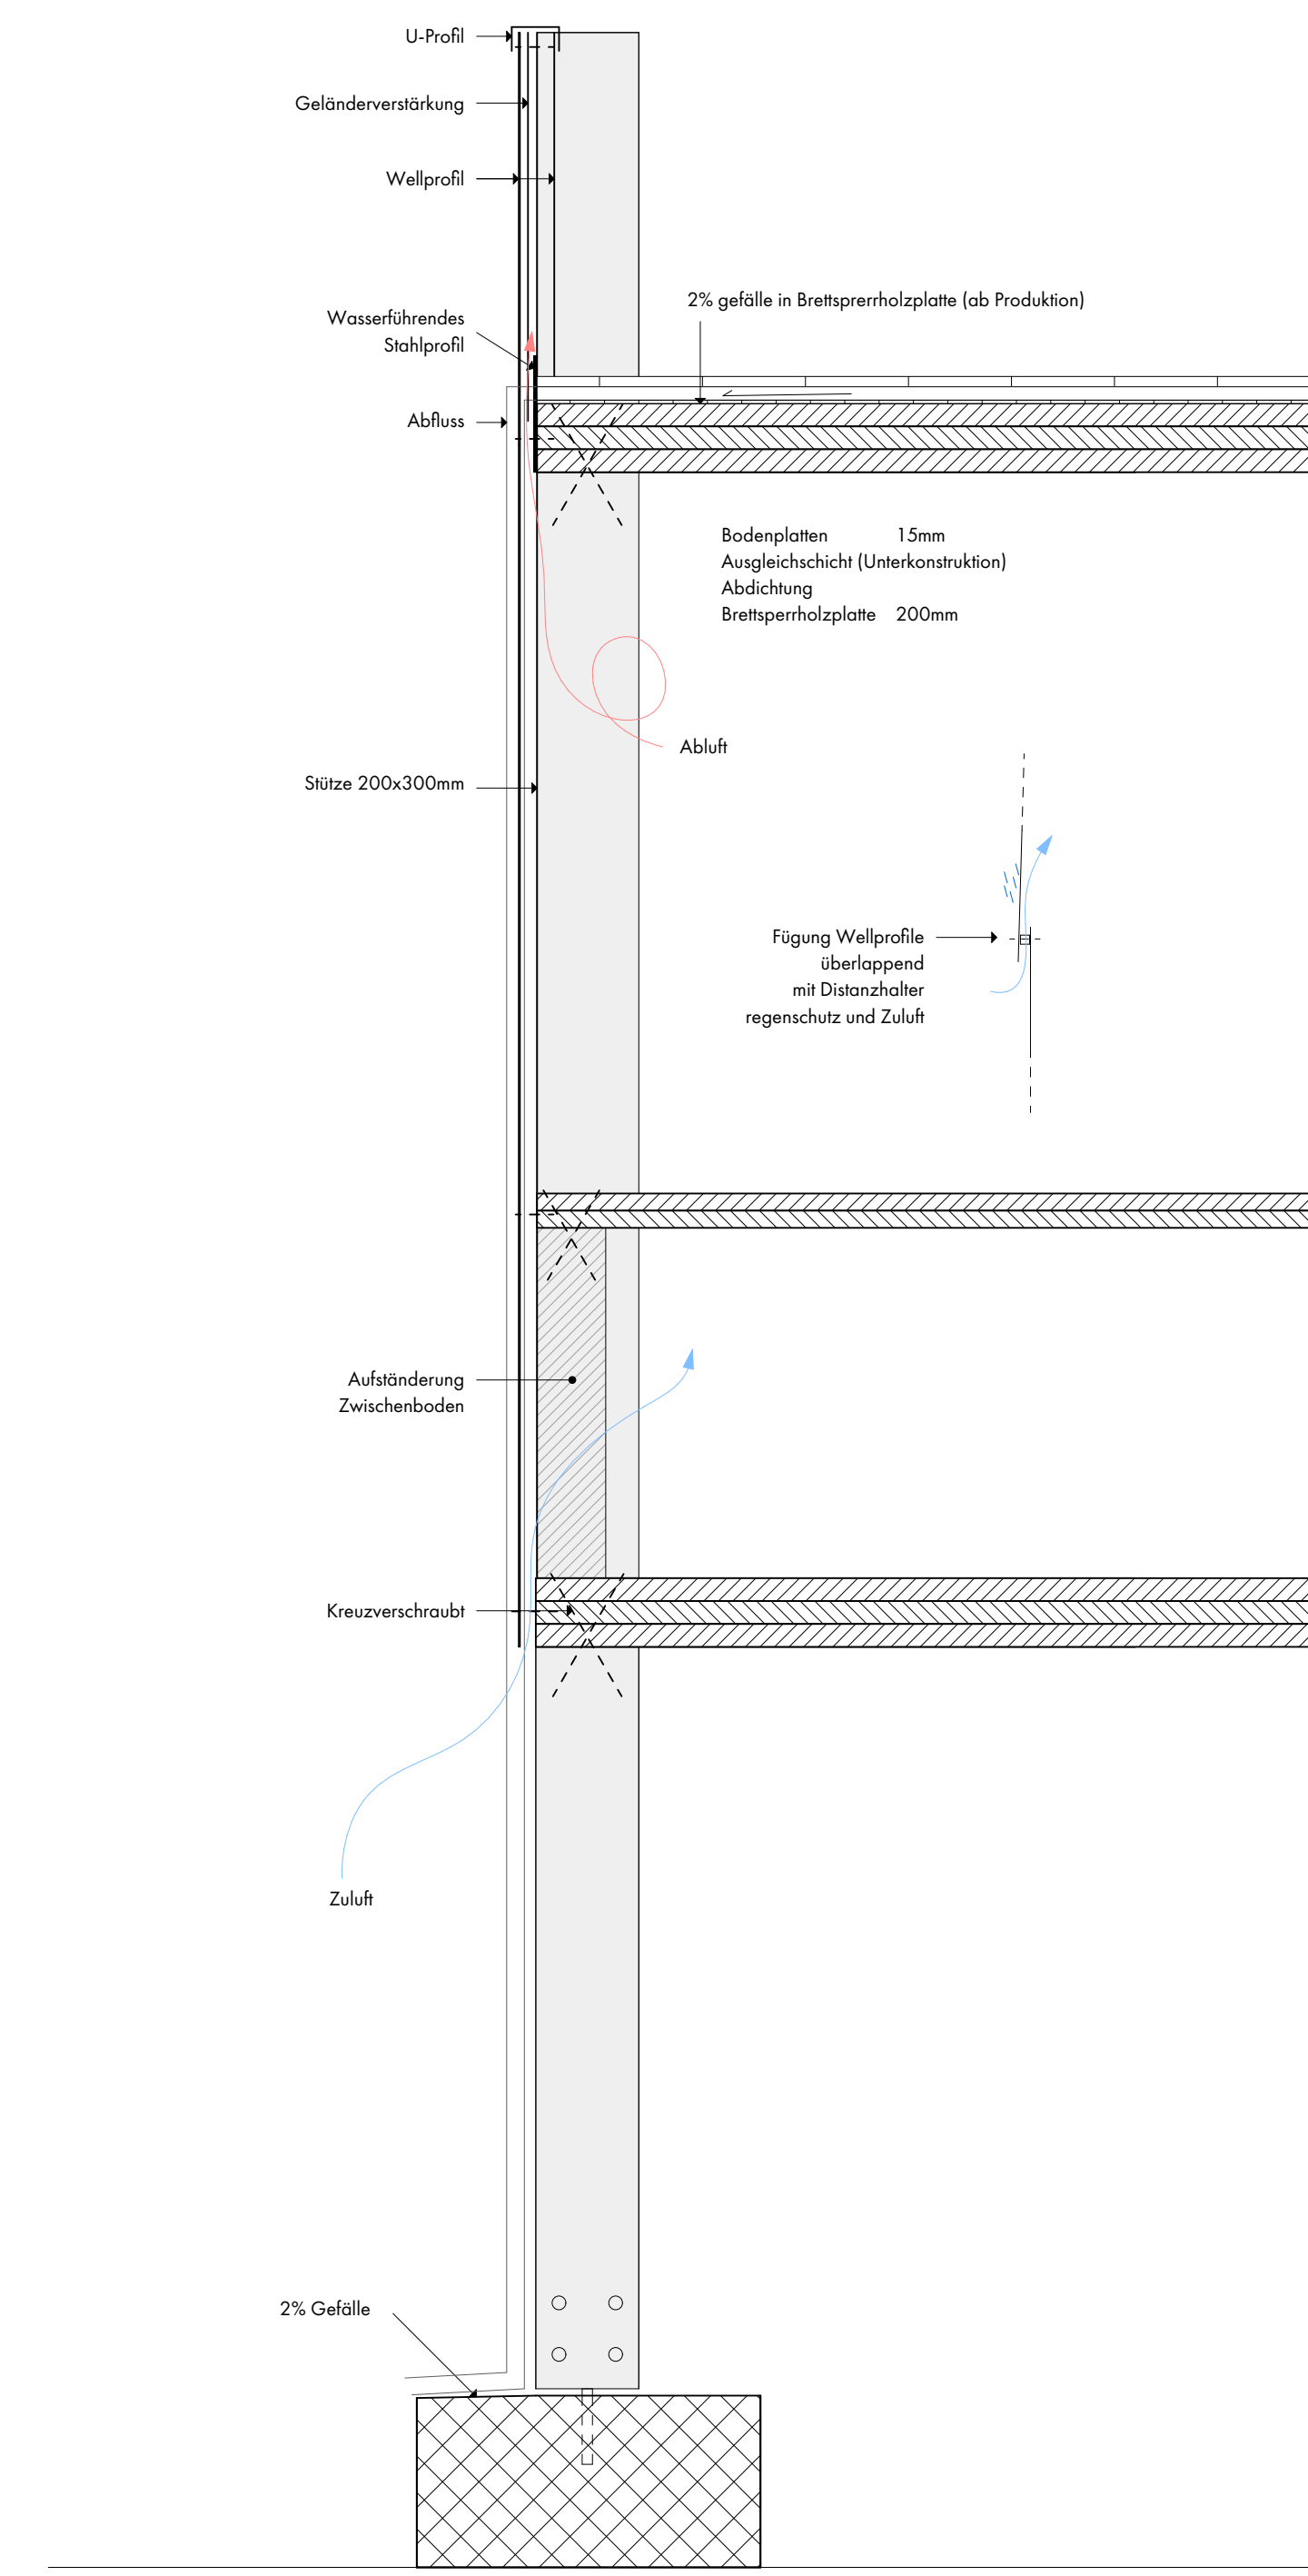 U-Profil
Geländerverstärkung
Wellprofil
2% gefälle in Brettsprerrholzplatte (ab Produktion)
Wasserführendes
Stahlprofil
Abfluss
Bodenplatten 15mm
Ausgleichschicht (Unterkonstruktion)
Abdichtung
Brettsperrholzplatte 200mm
Abluft
Stütze 200x300mm
Fügung Wellprofile
überlappend
mit Distanzhalter
regenschutz und Zuluft
Aufständerung
Zwischenboden
Kreuzverschraubt
Zuluft
2% Gefälle